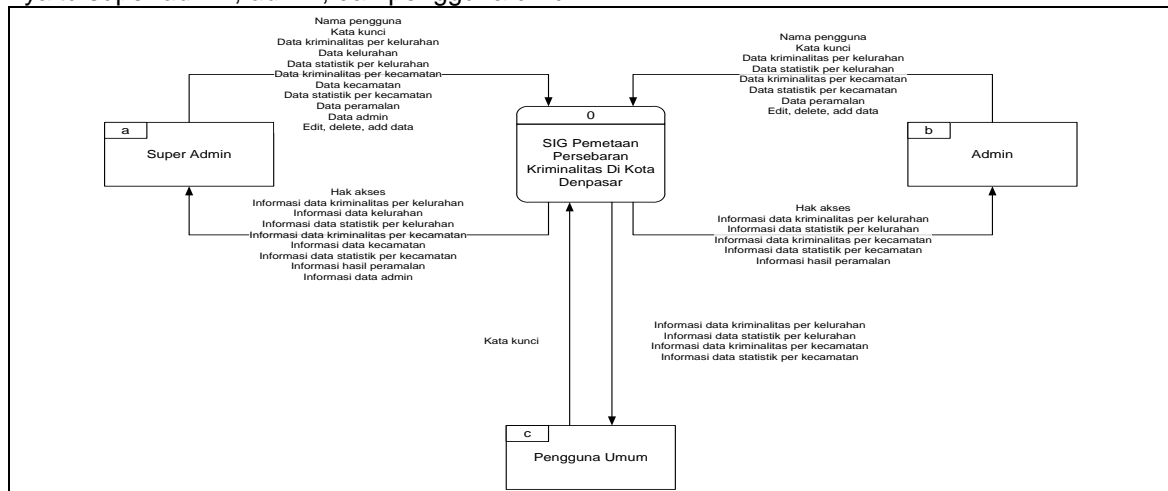 Nama pengguna
Kata kunci
Data kriminalitas per kelurahan
Data kelurahan
Data statistik per kelurahan
Data kriminalitas per kecamatan
Data kecamatan
Data statistik per kecamatan
Data peramalan
Data admin
Edit, delete, add data
Nama pengguna
Kata kunci
Data kriminalitas per kelurahan
Data statistik per kelurahan
Data kriminalitas per kecamatan
Data statistik per kecamatan
Data peramalan
Edit, delete, add data
a
Super Admin
0
SIG Pemetaan
Persebaran
Kriminalitas Di Kota
Denpasar
b
Admin
Hak akses
Informasi data kriminalitas per kelurahan
Informasi data kelurahan
Informasi data statistik per kelurahan
Informasi data kriminalitas per kecamatan
Informasi data kecamatan
Informasi data statistik per kecamatan
Informasi hasil peramalan
Informasi data admin
Hak akses
Informasi data kriminalitas per kelurahan
Informasi data statistik per kelurahan
Informasi data kriminalitas per kecamatan
Informasi data statistik per kecamatan
Informasi hasil peramalan
Kata kunci
Informasi data kriminalitas per kelurahan
Informasi data statistik per kelurahan
Informasi data kriminalitas per kecamatan
Informasi data statistik per kecamatan
c
Pengguna Umum